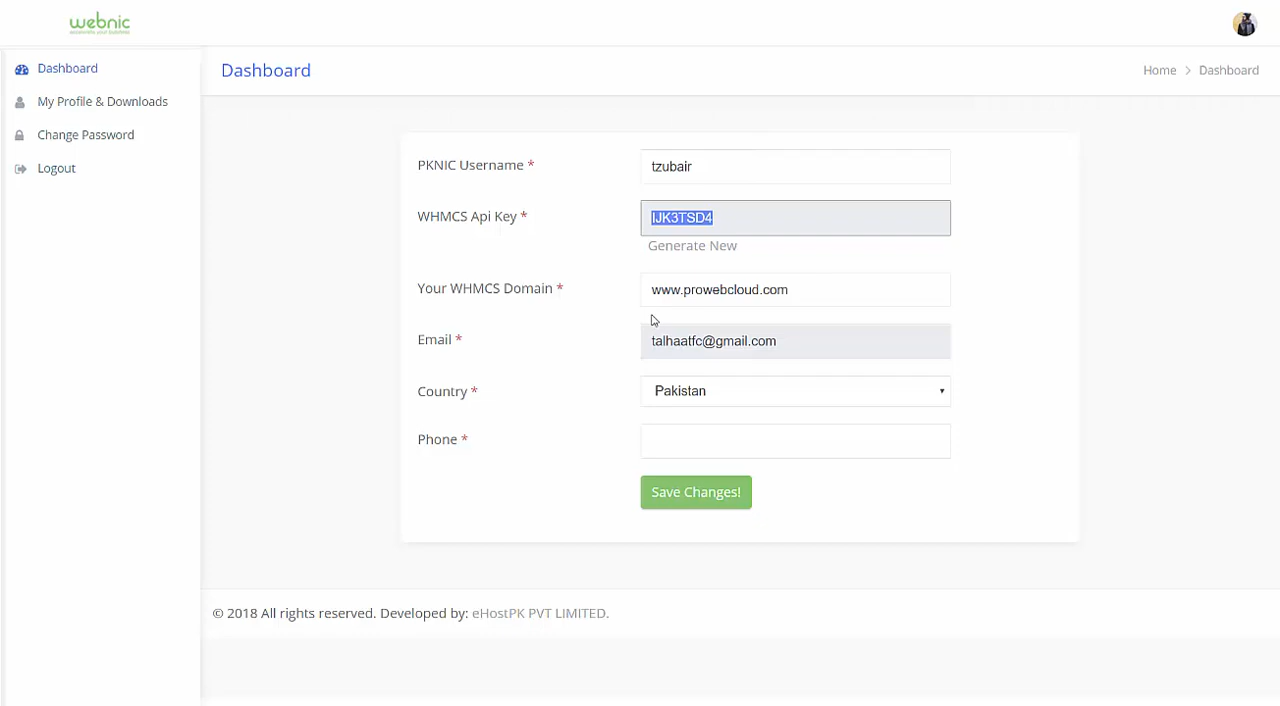 webnic
Dashboard
My Profile & Downloads
Change Password
Logout
Dashboard
Home > Dashboard
PKNIC Username *
tzubair
WHMCS Api Key *
IJK3TSD4
Generate New
Your WHMCS Domain *
www.prowebcloud.com
Email *
talhaatfc@gmail.com
Country *
Pakistan
Phone *
Save Changes!
© 2018 All rights reserved. Developed by: eHostPK PVT LIMITED.